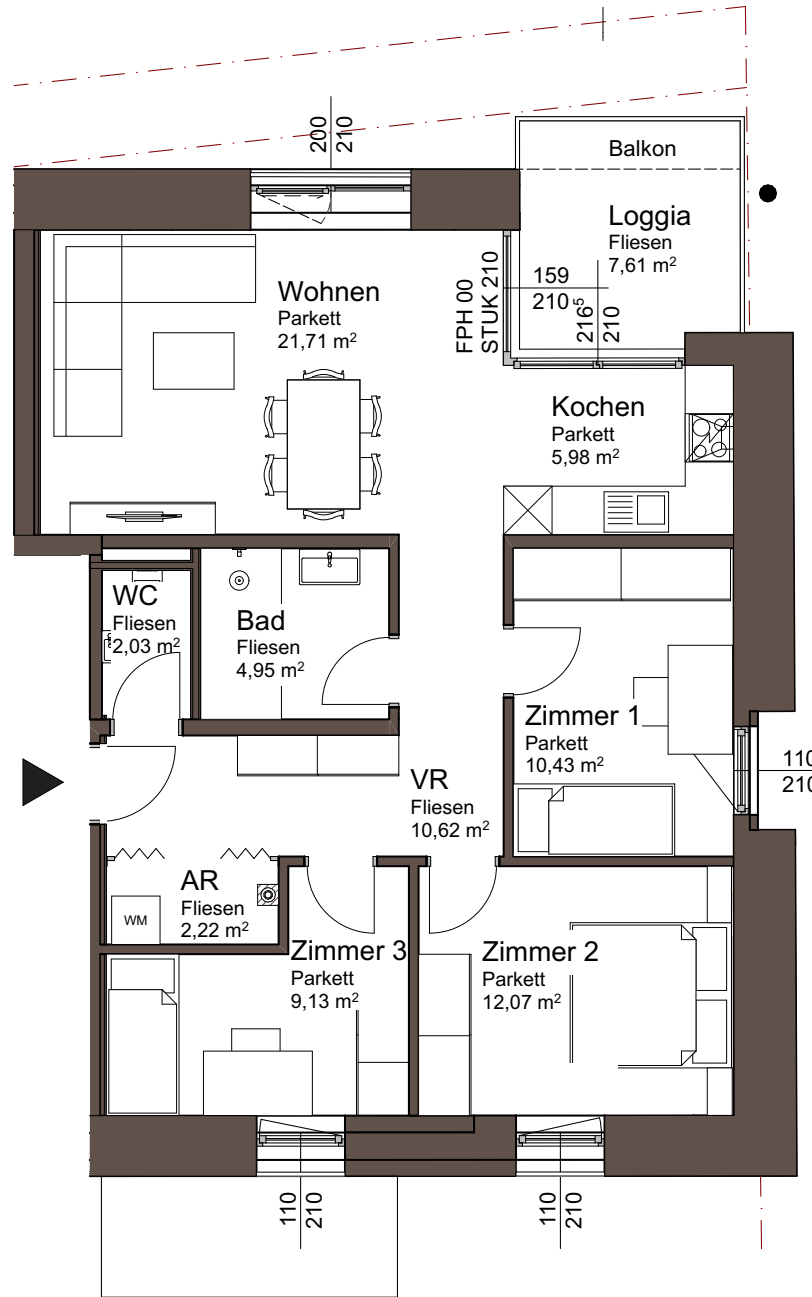 200
210
Balkon
Loggia
Fliesen
7,61 m²
FPH 00
STUK 210
159
210⁵
216
210
Wohnen
Parkett
21,71 m²
Kochen
Parkett
5,98 m²
WC
Fliesen
2,03 m²
Bad
Fliesen
4,95 m²
Zimmer 1
Parkett
10,43 m²
110
210
VR
Fliesen
10,62 m²
AR
Fliesen
2,22 m²
WM
Zimmer 3
Parkett
9,13 m²
Zimmer 2
Parkett
12,07 m²
110
210
110
210